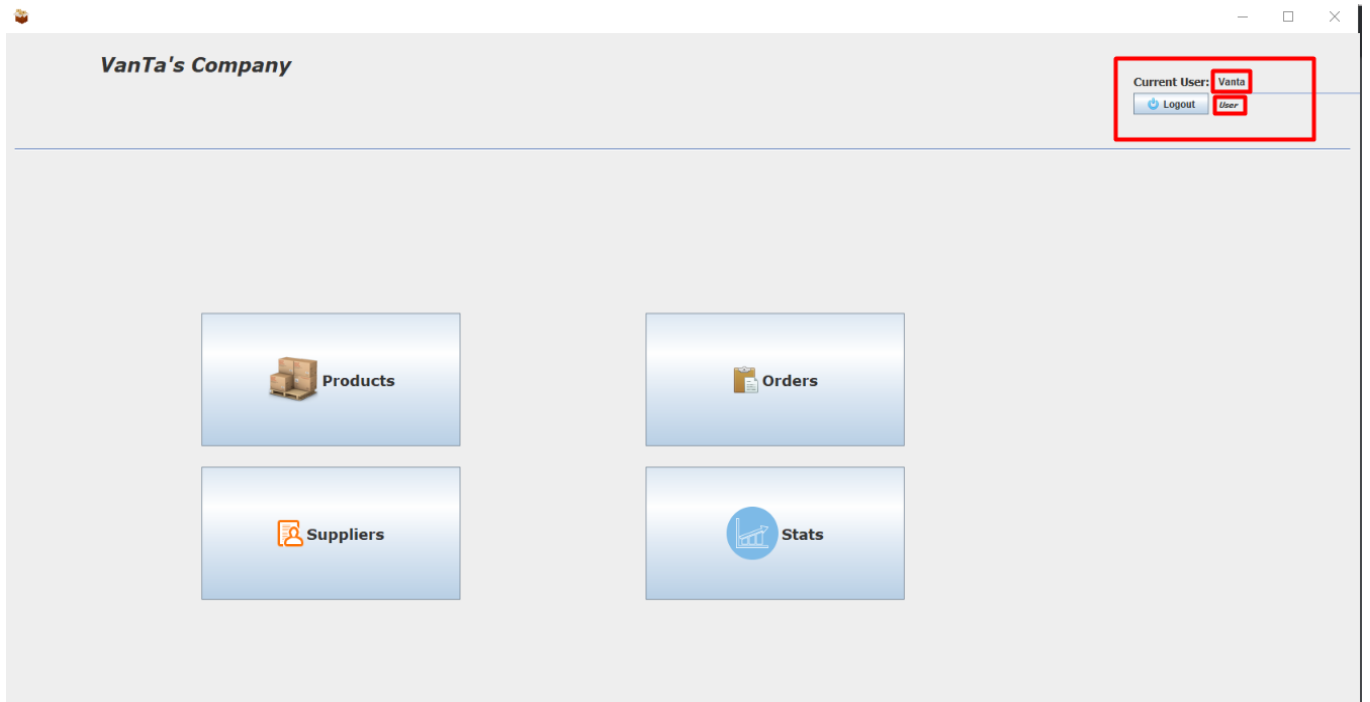 VanTa's Company
Current User: Vanta
Logout User
Products
Orders
Suppliers
Stats